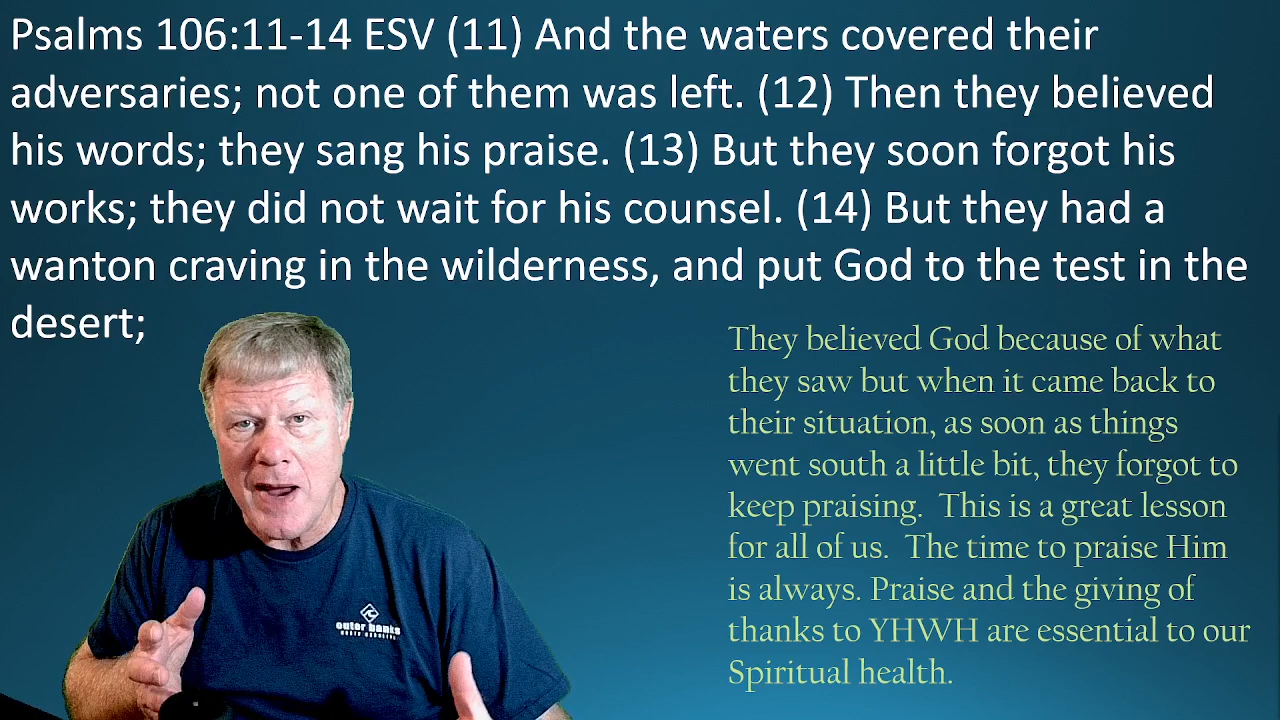 Psalms 106:11-14 ESV (11) And the waters covered their
adversaries; not one of them was left. (12) Then they believed
his words; they sang his praise. (13) But they soon forgot his
works; they did not wait for his counsel. (14) But they had a
wanton craving in the wilderness, and put God to the test in the
desert;
They believed God because of what
they saw but when it came back to
their situation, as soon as things
went south a little bit, they forgot to
keep praising.  This is a great lesson
for all of us.  The time to praise Him
is always. Praise and the giving of
thanks to YHWH are essential to our
Spiritual health.
outer banks